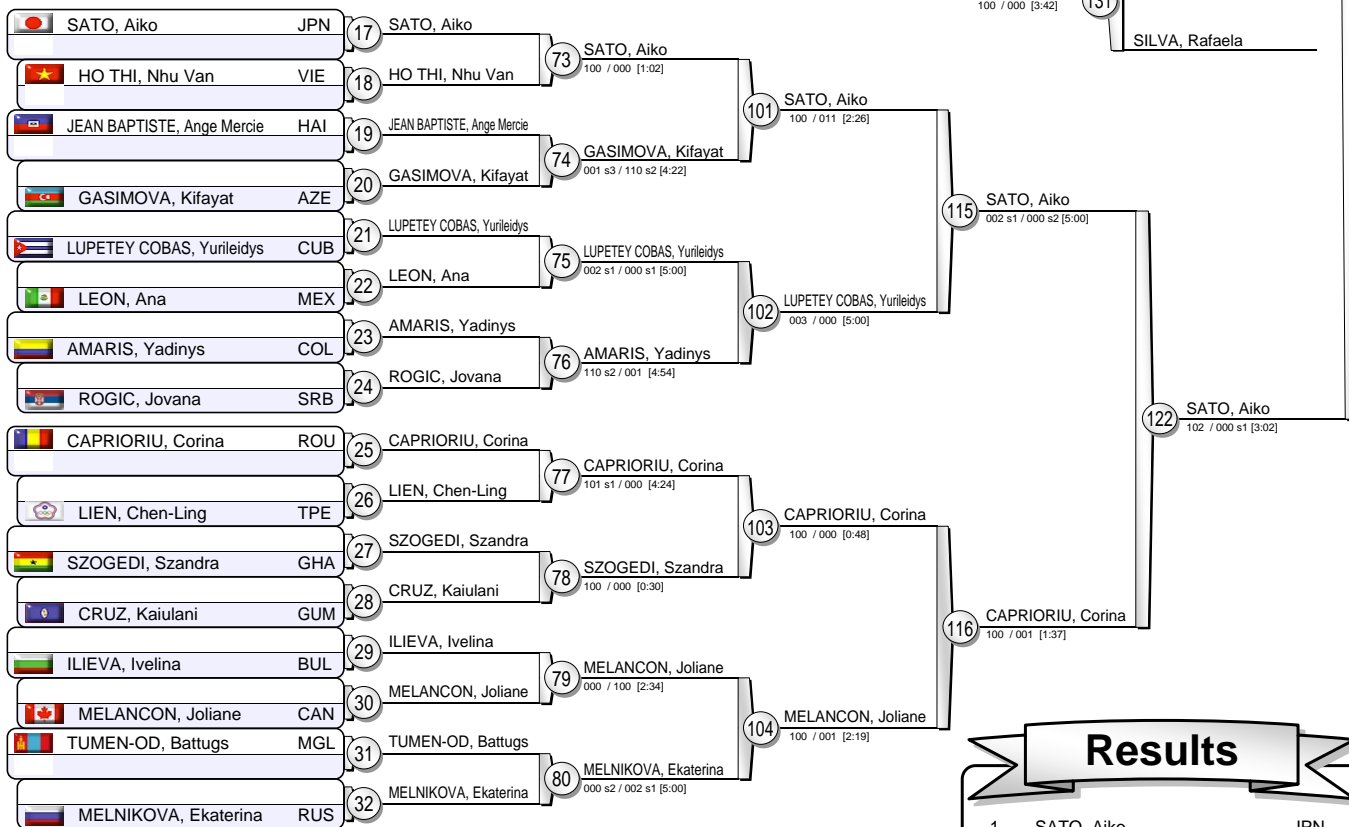 100 / 000 [3:42]
131
SILVA, Rafaela
SATO, Aiko JPN
HO THI, Nhu Van VIE
JEAN BAPTISTE, Ange Mercie HAI
GASIMOVA, Kifayat AZE
LUPETEY COBAS, Yurileidys CUB
LEON, Ana MEX
AMARIS, Yadinys COL
ROGIC, Jovana SRB
CAPRIORIU, Corina ROU
LIEN, Chen-Ling TPE
SZOGEDI, Szandra GHA
CRUZ, Kaiulani GUM
ILIEVA, Ivelina BUL
MELANCON, Joliane CAN
TUMEN-OD, Battugs MGL
MELNIKOVA, Ekaterina RUS
17 SATO, Aiko
18 HO THI, Nhu Van
19 JEAN BAPTISTE, Ange Mercie
20 GASIMOVA, Kifayat
21 LUPETEY COBAS, Yurileidys
22 LEON, Ana
23 AMARIS, Yadinys
24 ROGIC, Jovana
25 CAPRIORIU, Corina
26 LIEN, Chen-Ling
27 SZOGEDI, Szandra
28 CRUZ, Kaiulani
29 ILIEVA, Ivelina
30 MELANCON, Joliane
31 TUMEN-OD, Battugs
32 MELNIKOVA, Ekaterina
73 SATO, Aiko
100 / 000 [1:02]
74 GASIMOVA, Kifayat
001 s3 / 110 s2 [4:22]
75 LUPETEY COBAS, Yurileidys
002 s1 / 000 s1 [5:00]
76 AMARIS, Yadinys
110 s2 / 001 [4:54]
77 CAPRIORIU, Corina
101 s1 / 000 [4:24]
78 SZOGEDI, Szandra
100 / 000 [0:30]
79 MELANCON, Joliane
000 / 100 [2:34]
80 MELNIKOVA, Ekaterina
000 s2 / 002 s1 [5:00]
101 SATO, Aiko
100 / 011 [2:26]
102 LUPETEY COBAS, Yurileidys
003 / 000 [5:00]
103 CAPRIORIU, Corina
100 / 000 [0:48]
104 MELANCON, Joliane
100 / 001 [2:19]
115 SATO, Aiko
002 s1 / 000 s2 [5:00]
116 CAPRIORIU, Corina
100 / 001 [1:37]
122 SATO, Aiko
102 / 000 s1 [3:02]
Results
1 SATO, Aiko JPN